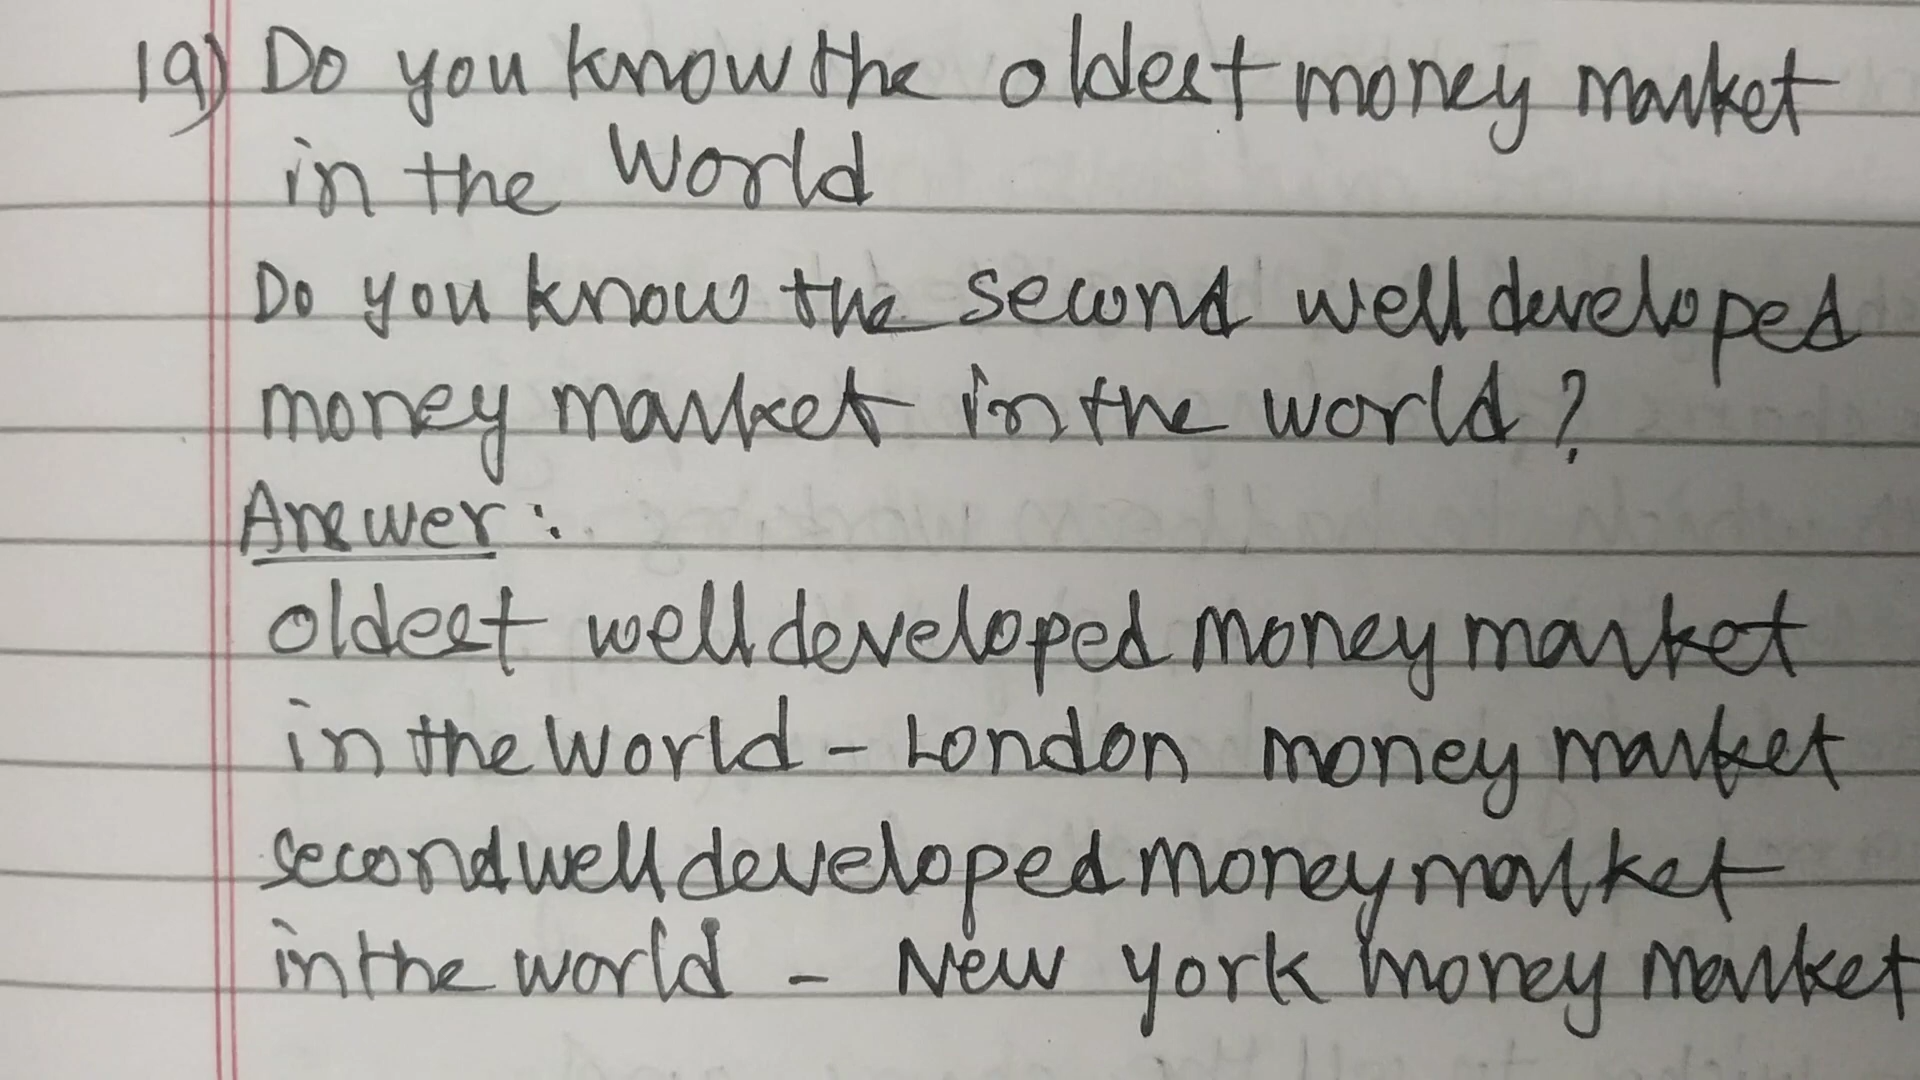 19) Do you know the oldest money market
in the World
Do you know the second well developed
money market in the world ?
Answer :
oldest well developed money market
in the World - London money market
second well developed money market
in the world - New york money market